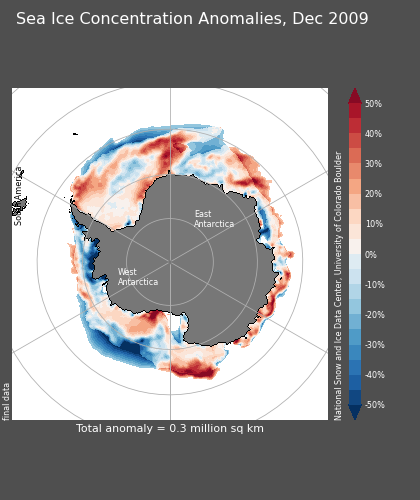 Sea Ice Concentration Anomalies, Dec 2009
South America
East
Antarctica
West
Antarctica
50%
40%
30%
20%
10%
0%
-10%
-20%
-30%
-40%
-50%
National Snow and Ice Data Center, University of Colorado Boulder
final data
Total anomaly = 0.3 million sq km